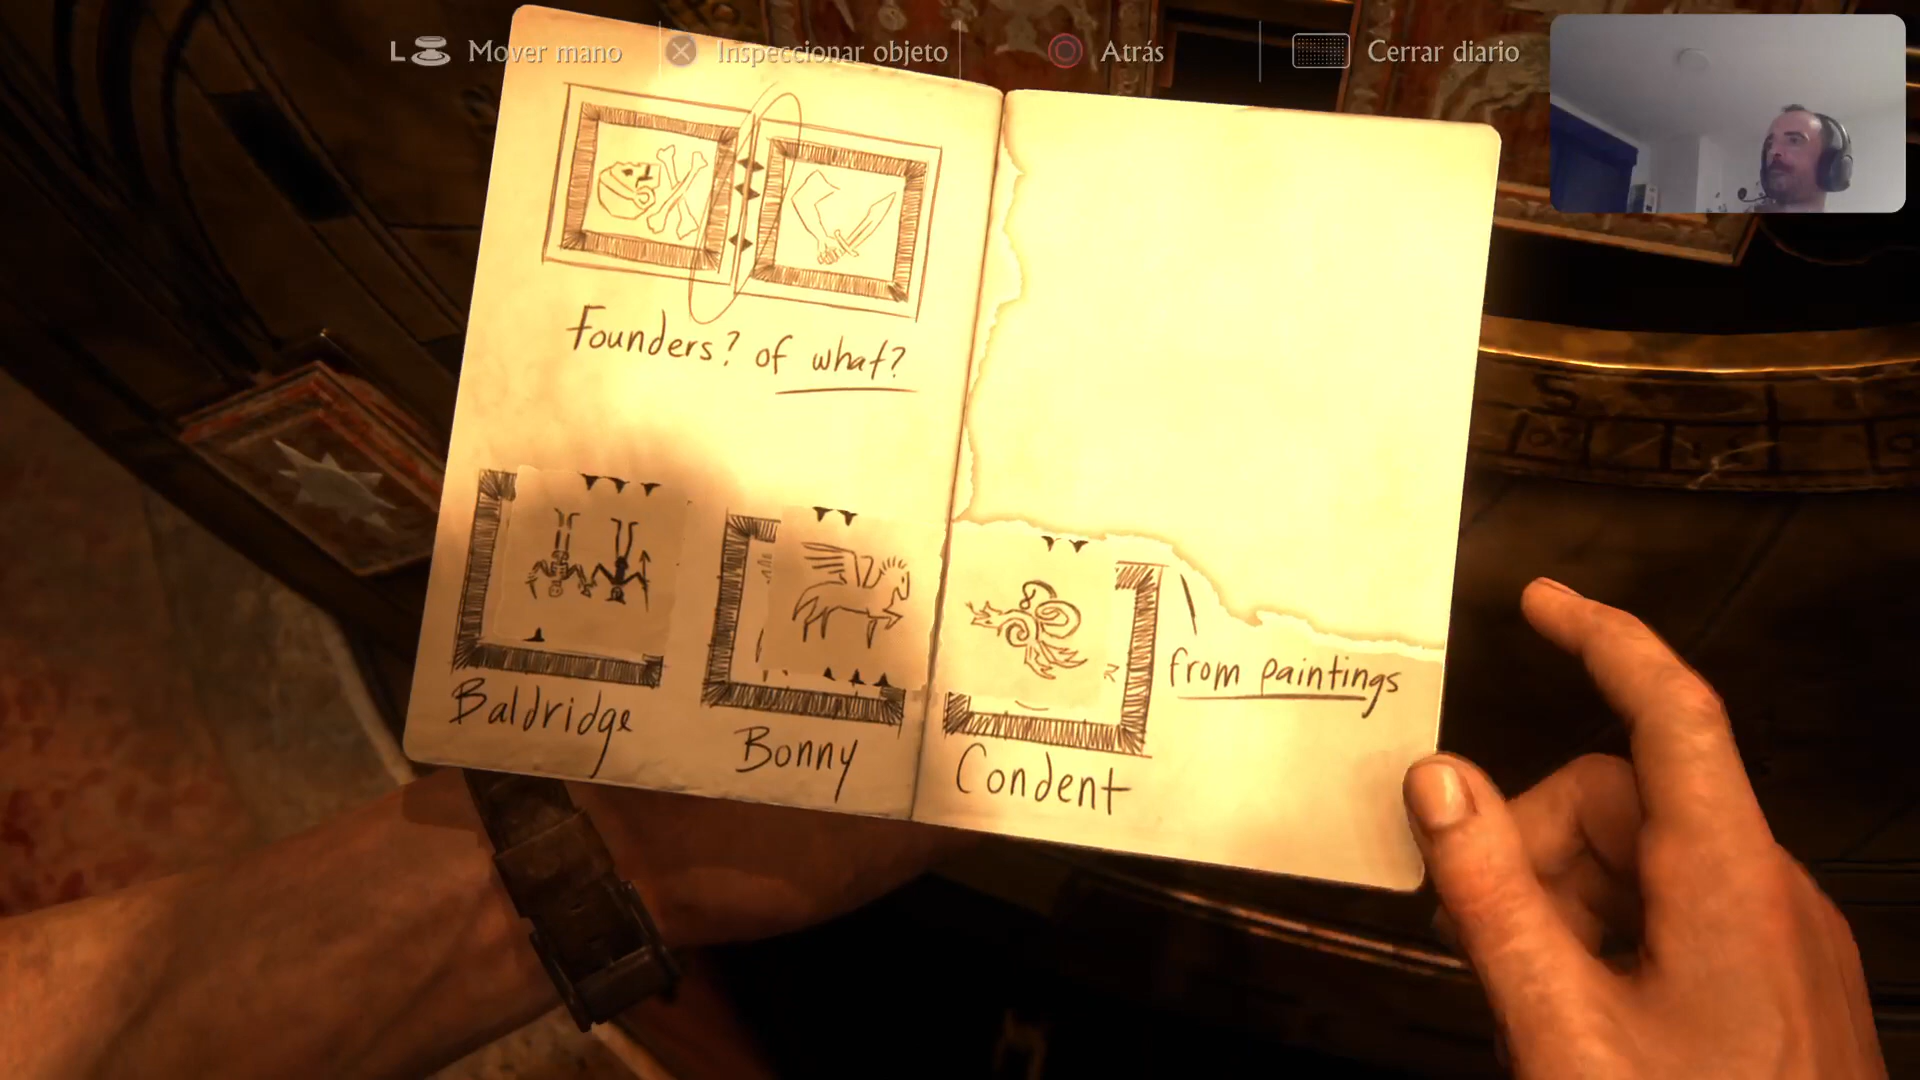 L Mover mano Inspeccionar objeto Atrás Cerrar diario
Founders? of what?
from paintings
Baldridge
Bonny
Condent